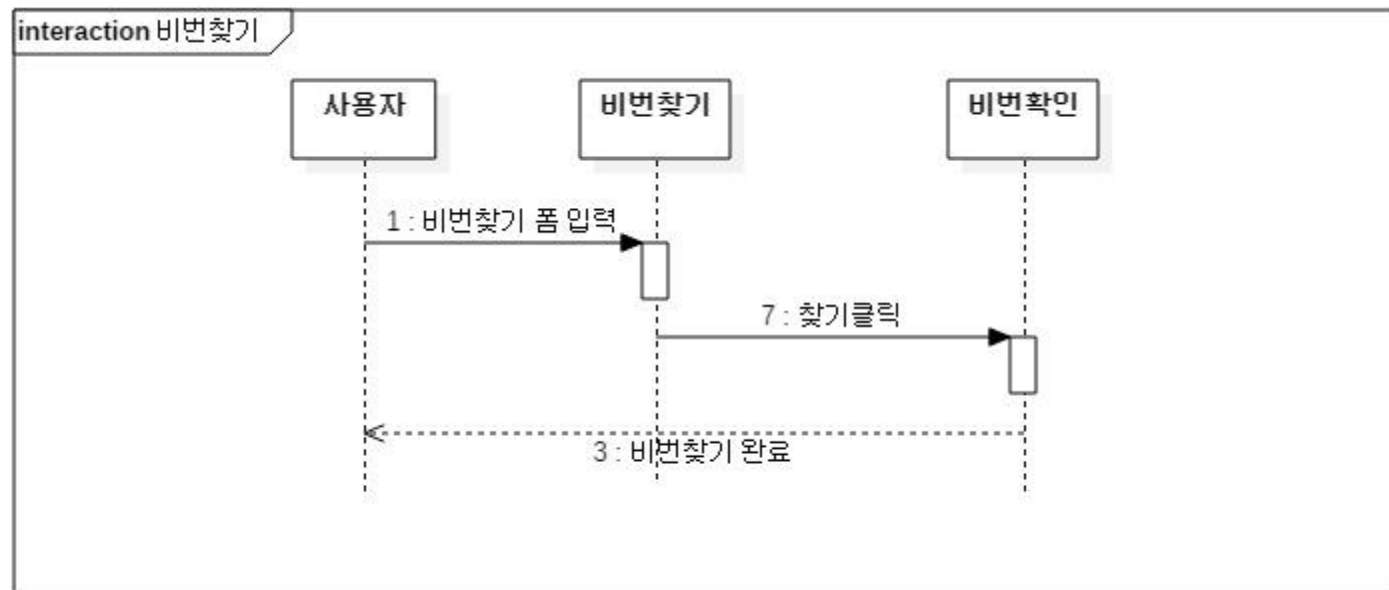 interaction 비번찾기
사용자
비번찾기
비번확인
1 : 비번찾기 폼 입력
7 : 찾기클릭
3 : 비번찾기 완료